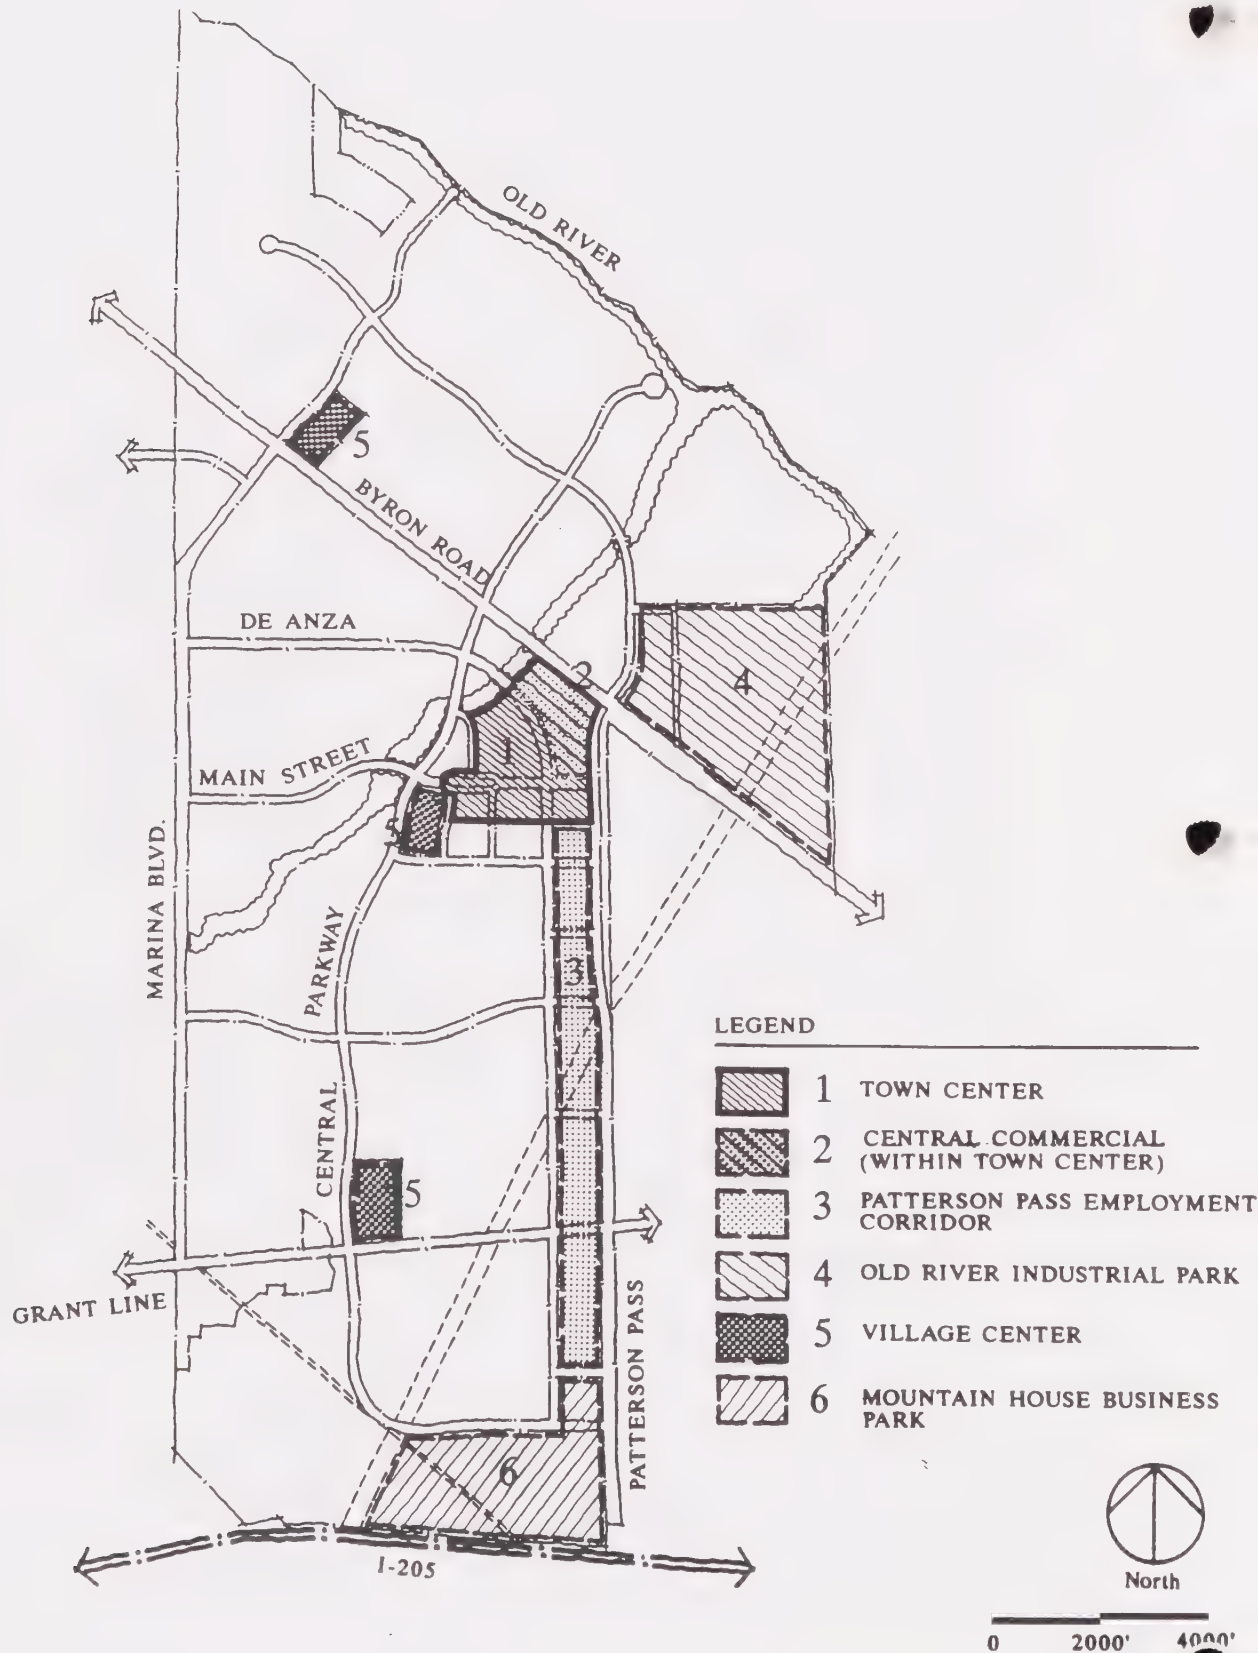 OLD RIVER
5
BYRON ROAD
DE ANZA
2
4
1
MAIN STREET
5
MARINA BLVD.
PARKWAY
3
CENTRAL
5
GRANT LINE
PATTERSON PASS
6
I-205
LEGEND
1 TOWN CENTER
2 CENTRAL COMMERCIAL
(WITHIN TOWN CENTER)
3 PATTERSON PASS EMPLOYMENT
CORRIDOR
4 OLD RIVER INDUSTRIAL PARK
5 VILLAGE CENTER
6 MOUNTAIN HOUSE BUSINESS
PARK
North
0 2000' 4000'